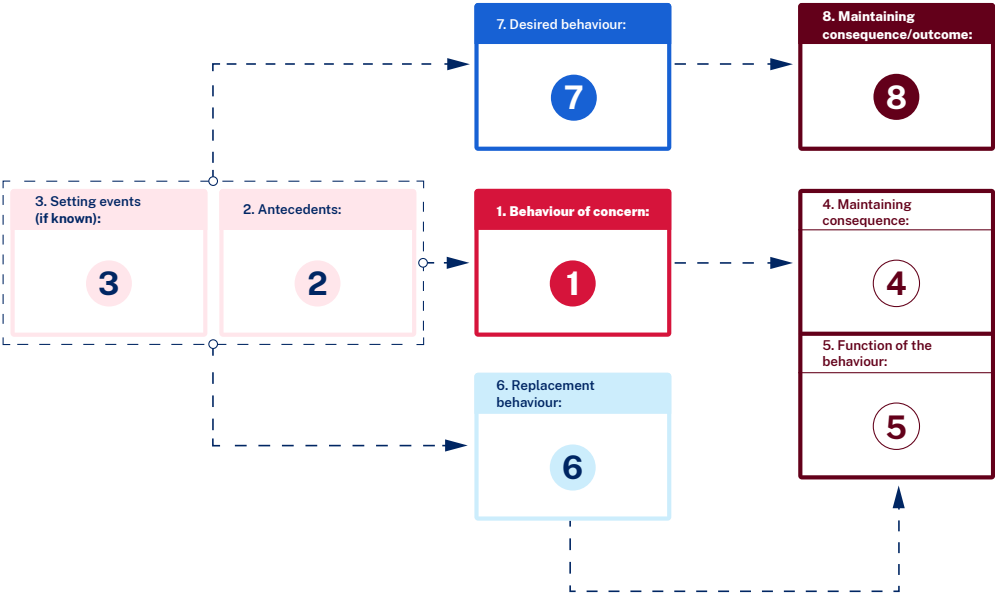 7. Desired behaviour:
7
8. Maintaining
consequence/outcome:
8
3. Setting events
(if known):
3
2. Antecedents:
2
1. Behaviour of concern:
1
4. Maintaining
consequence:
4
5. Function of the
behaviour:
5
6. Replacement
behaviour:
6